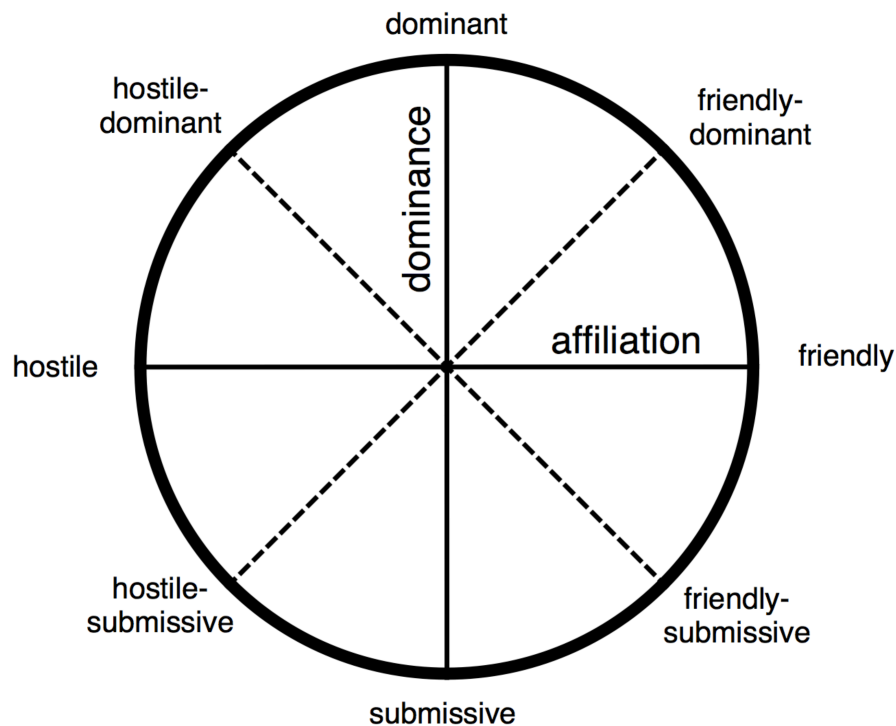 dominant
hostile-
dominant
friendly-
dominant
dominance
affiliation
hostile
friendly
hostile-
submissive
friendly-
submissive
submissive